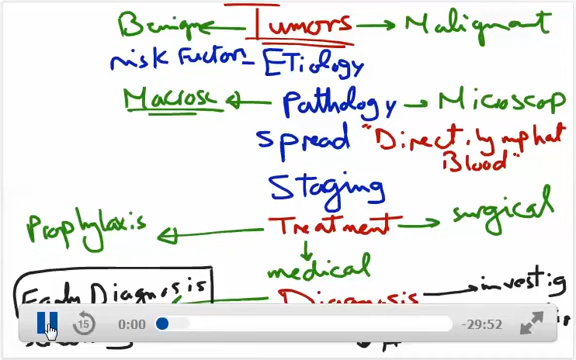 Benign ← Tumors → Malignant
risk Factor - ETiology
Macrosc ← Pathology → Microscop
Spread "Direct, lymphat
Blood"
Staging
Prophylaxis ← Treatment → surgical
medical
Early Diagnosis ← Diagnosis → investig
15 0:00 -29:52